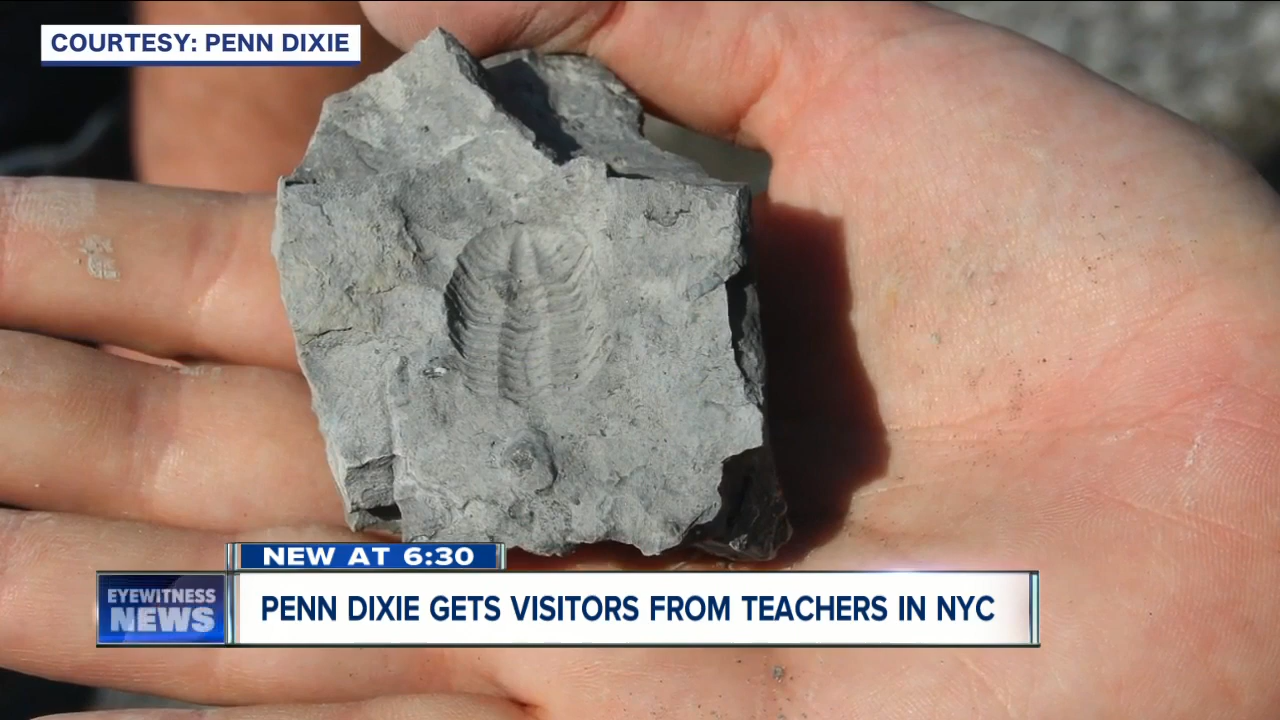 COURTESY: PENN DIXIE
NEW AT 6:30
EYEWITNESS
NEWS
PENN DIXIE GETS VISITORS FROM TEACHERS IN NYC